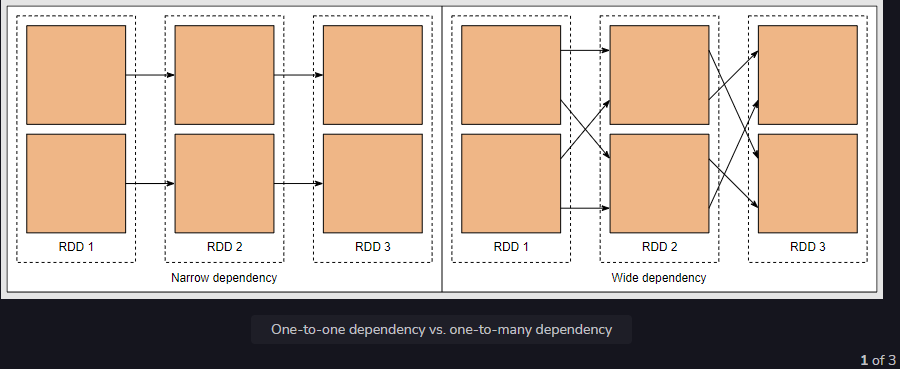 RDD 1
RDD 2
RDD 3
Narrow dependency
RDD 1
RDD 2
RDD 3
Wide dependency
One-to-one dependency vs. one-to-many dependency
1 of 3